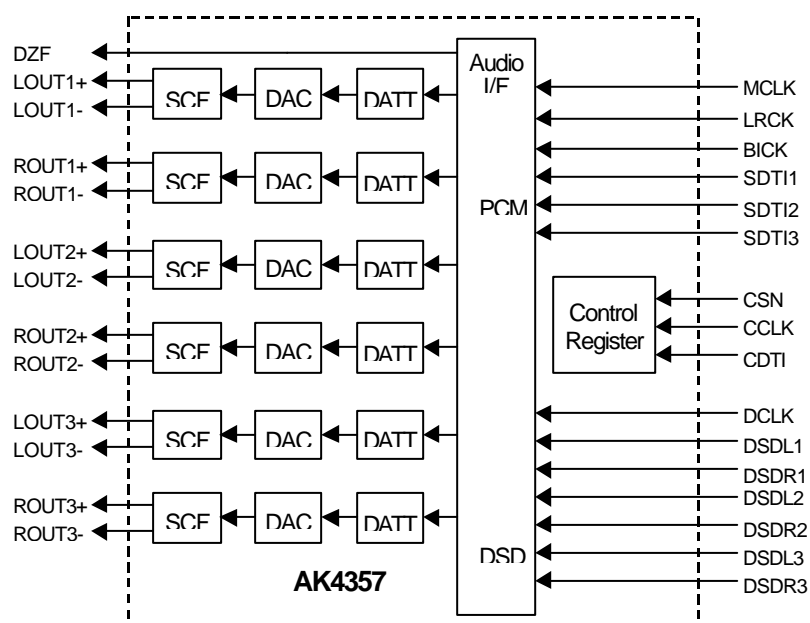 DZF
LOUT1+
LOUT1-
SCF
DAC
DATT
ROUT1+
ROUT1-
SCF
DAC
DATT
LOUT2+
LOUT2-
SCF
DAC
DATT
ROUT2+
ROUT2-
SCF
DAC
DATT
LOUT3+
LOUT3-
SCF
DAC
DATT
ROUT3+
ROUT3-
SCF
DAC
DATT
AK4357
Audio
I/F
PCM
DSD
Control
Register
MCLK
LRCK
BICK
SDTI1
SDTI2
SDTI3
CSN
CCLK
CDTI
DCLK
DSDL1
DSDR1
DSDL2
DSDR2
DSDL3
DSDR3